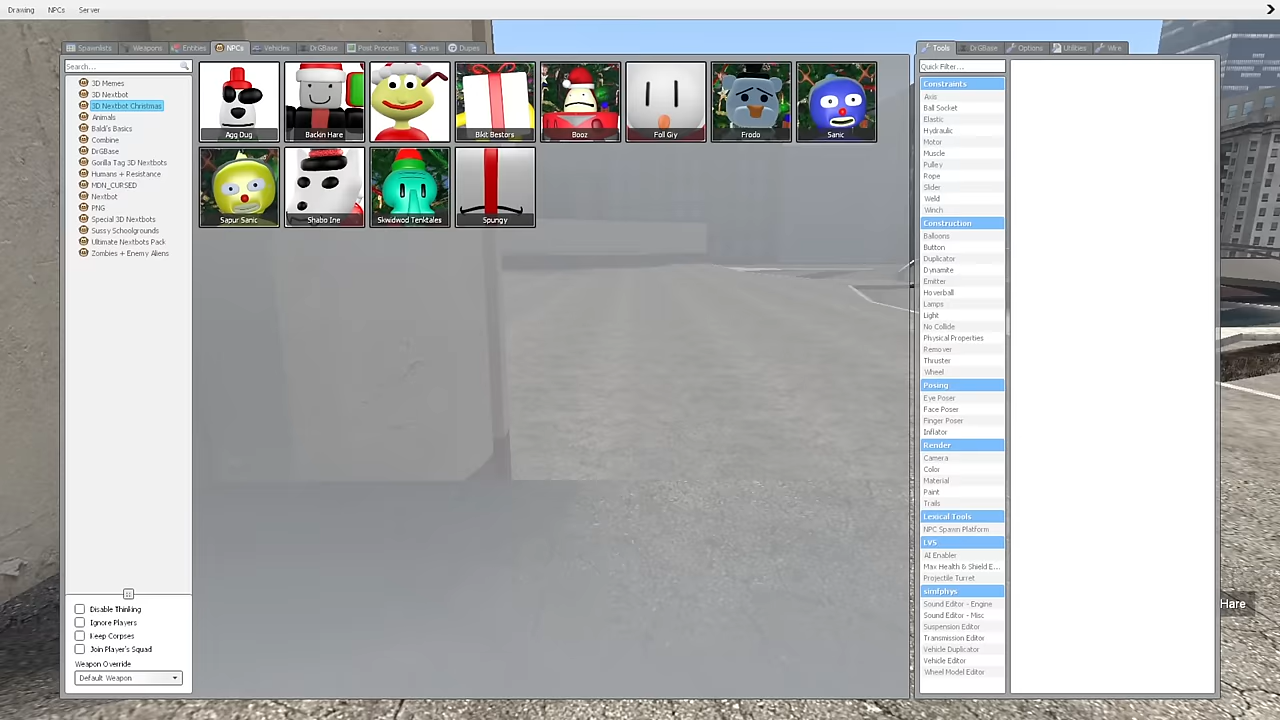 Drawing NPCs Server
Spawnlists Weapons Entities NPCs Vehicles DrGBase Post Process Saves Dupes
Search...
3D Memes
3D Nextbot
3D Nextbot Christmas
Animals
Baldi's Basics
Combine
DrGBase
Gorilla Tag 3D Nextbots
Humans + Resistance
MDN_CURSED
Nextbot
PNG
Special 3D Nextbots
Sussy Schoolgrounds
Ultimate Nextbots Pack
Zombies + Enemy Aliens
Disable Thinking
Ignore Players
Keep Corpses
Join Player's Squad
Weapon Override
Default Weapon
Agg Dug
Backin Hare
Bkit Bestors
Booz
Foll Giy
Frodo
Sanic
Sapur Sanic
Shabo Ine
Skwidwod Tenktales
Spungy
Tools DrGBase Options Utilities Wire
Quick Filter...
Constraints
Axis
Ball Socket
Elastic
Hydraulic
Motor
Muscle
Pulley
Rope
Slider
Weld
Winch
Construction
Balloons
Button
Duplicator
Dynamite
Emitter
Hoverball
Lamps
Light
No Collide
Physical Properties
Remover
Thruster
Wheel
Posing
Eye Poser
Face Poser
Finger Poser
Inflator
Render
Camera
Color
Material
Paint
Trails
Lexical Tools
NPC Spawn Platform
LVS
AI Enabler
Max Health & Shield E...
Projectile Turret
simfphys
Sound Editor - Engine
Sound Editor - Misc
Suspension Editor
Transmission Editor
Vehicle Duplicator
Vehicle Editor
Wheel Model Editor
Hare